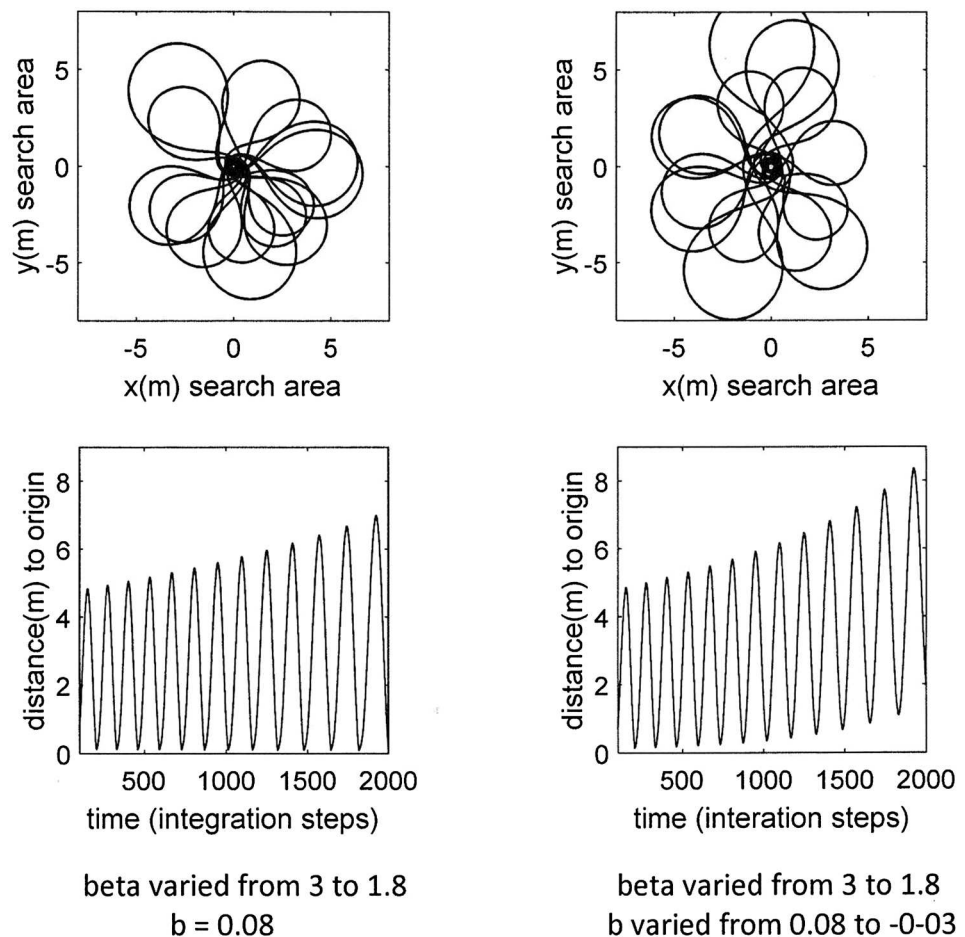 y(m) search area
5
0
-5
-5 0 5
x(m) search area
y(m) search area
5
0
-5
-5 0 5
x(m) search area
distance(m) to origin
8
6
4
2
0
500 1000 1500 2000
time (integration steps)
distance(m) to origin
8
6
4
2
0
500 1000 1500 2000
time (interation steps)
beta varied from 3 to 1.8
b = 0.08
beta varied from 3 to 1.8
b varied from 0.08 to -0-03